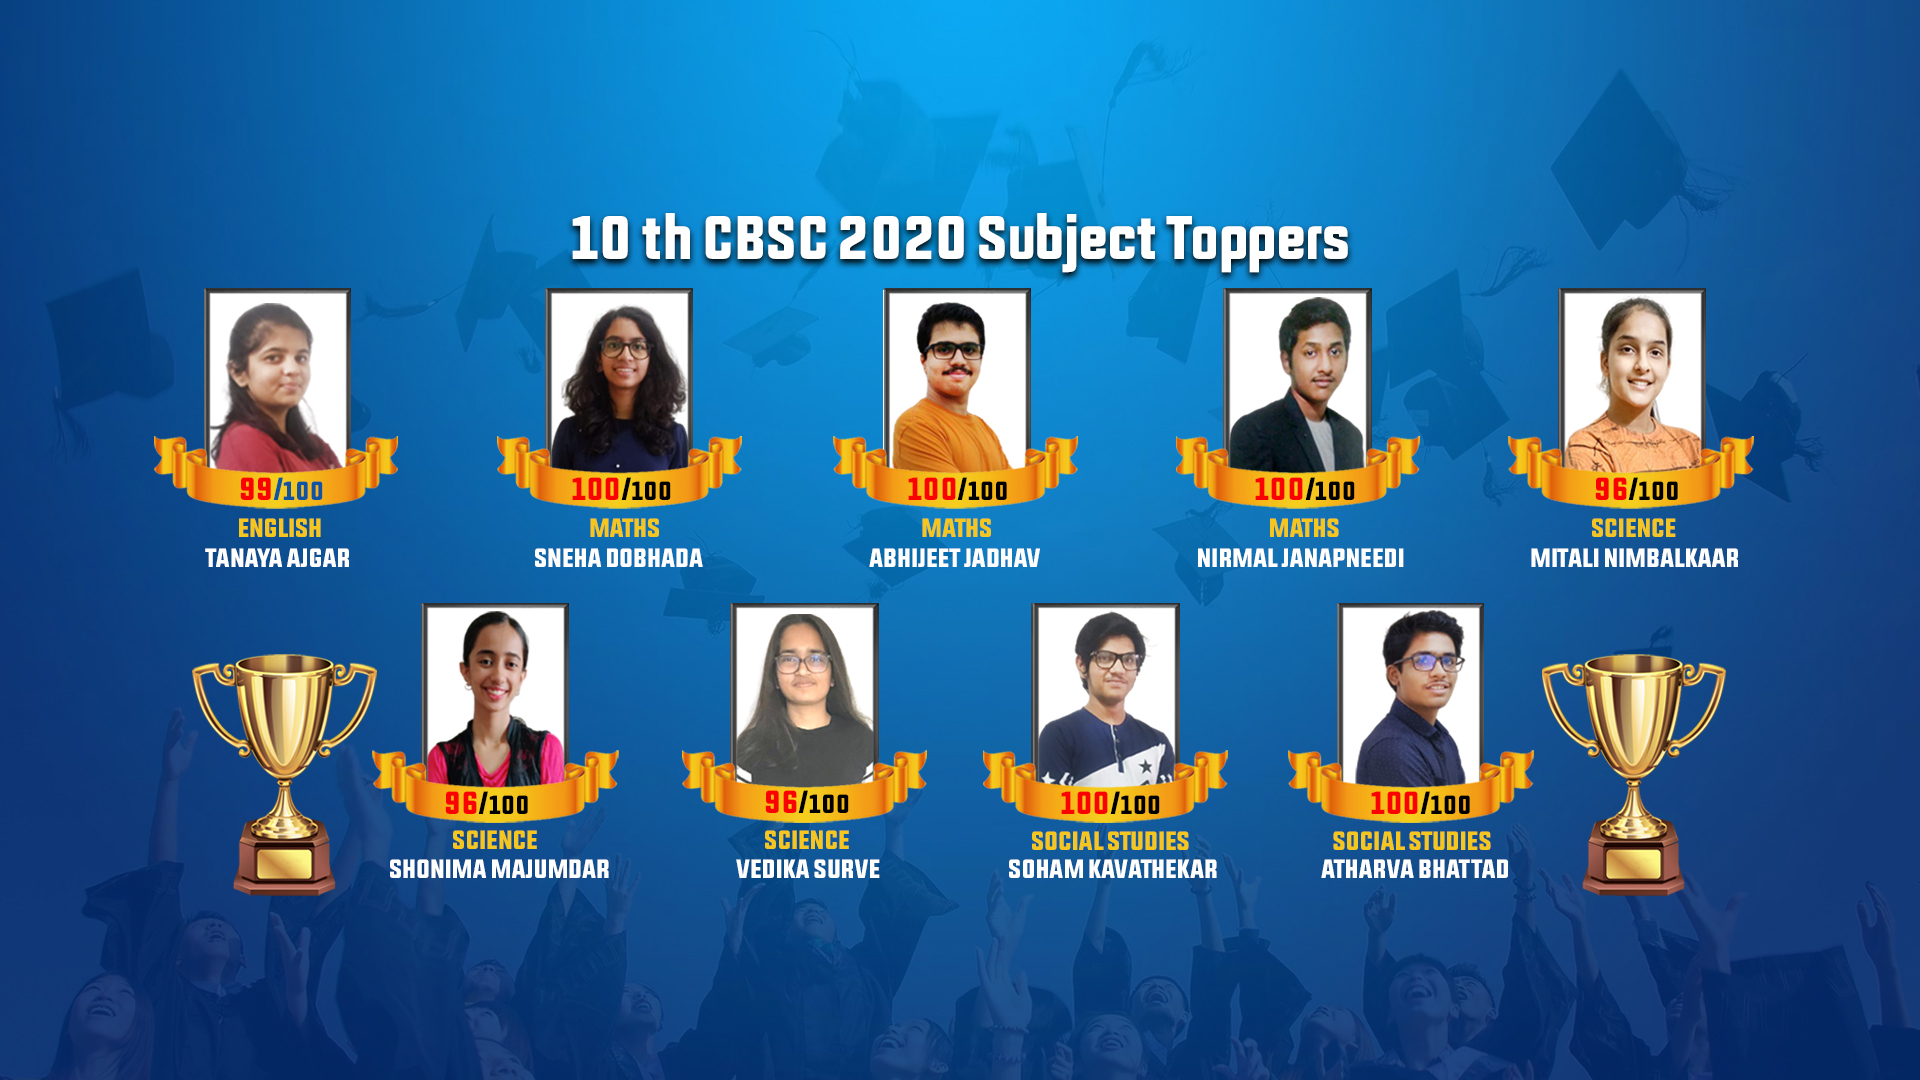 10 th CBSC 2020 Subject Toppers
99/100
ENGLISH
TANAYA AJGAR
100/100
MATHS
SNEHA DOBHADA
100/100
MATHS
ABHIJEET JADHAV
100/100
MATHS
NIRMAL JANAPNEEDI
96/100
SCIENCE
MITALI NIMBALKAAR
96/100
SCIENCE
SHONIMA MAJUMDAR
96/100
SCIENCE
VEDIKA SURVE
100/100
SOCIAL STUDIES
SOHAM KAVATHEKAR
100/100
SOCIAL STUDIES
ATHARVA BHATTAD